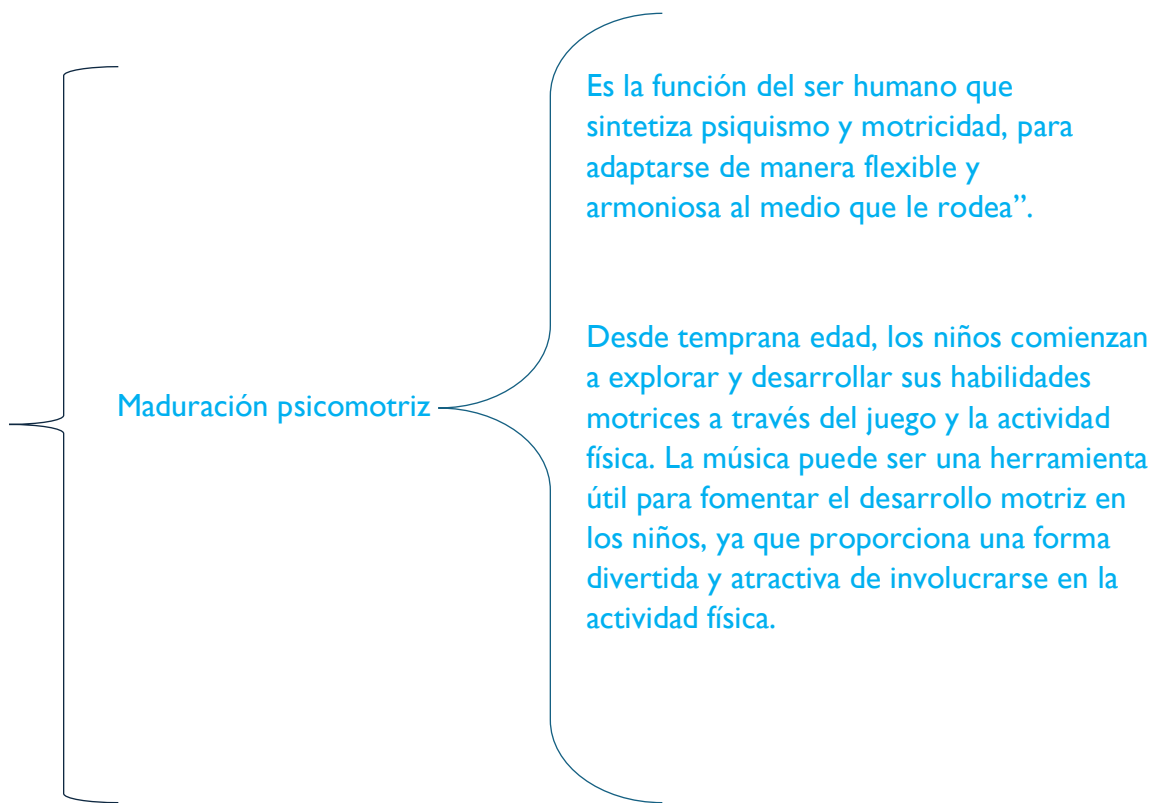 Es la función del ser humano que
sintetiza psiquismo y motricidad, para
adaptarse de manera flexible y
armoniosa al medio que le rodea”.
Maduración psicomotriz
Desde temprana edad, los niños comienzan
a explorar y desarrollar sus habilidades
motrices a través del juego y la actividad
física. La música puede ser una herramienta
útil para fomentar el desarrollo motriz en
los niños, ya que proporciona una forma
divertida y atractiva de involucrarse en la
actividad física.